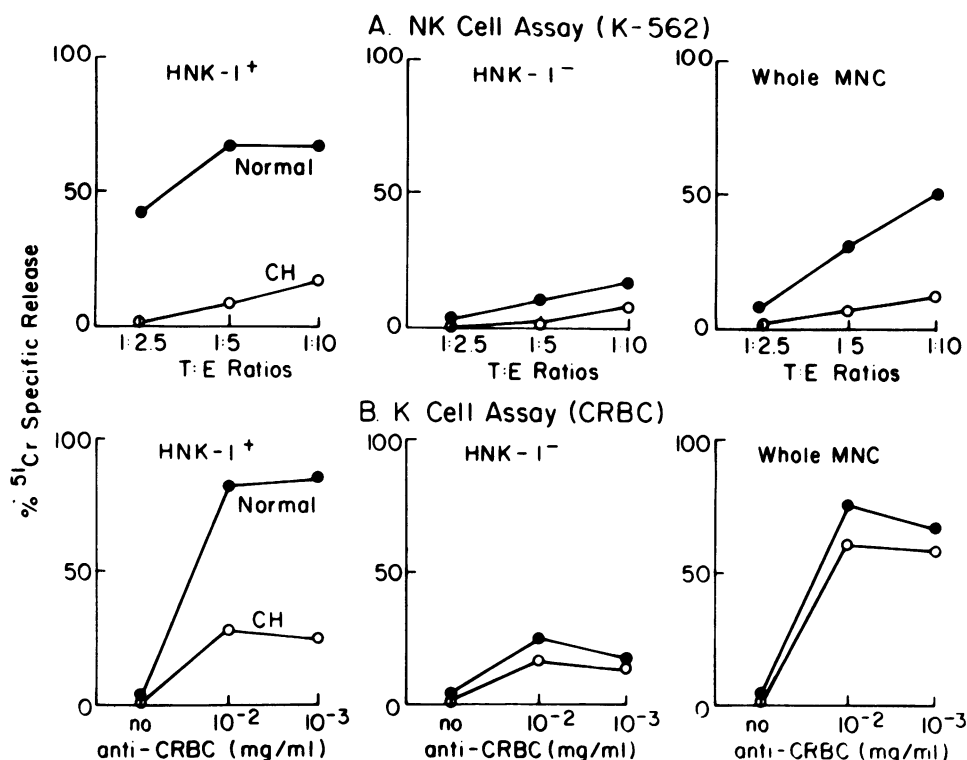 A. NK Cell Assay (K-562)
% ⁵¹Cr Specific Release
100
50
0
HNK-1⁺
Normal
CH
1:2.5 1:5 1:10
T:E Ratios
100
50
0
HNK-1⁻
1:2.5 1:5 1:10
T:E Ratios
100
50
0
Whole MNC
1:2.5 1:5 1:10
T:E Ratios
B. K Cell Assay (CRBC)
100
50
0
HNK-1⁺
Normal
CH
no 10⁻² 10⁻³
anti-CRBC (mg/ml)
100
50
0
HNK-1⁻
no 10⁻² 10⁻³
anti-CRBC (mg/ml)
100
50
0
Whole MNC
no 10⁻² 10⁻³
anti-CRBC (mg/ml)